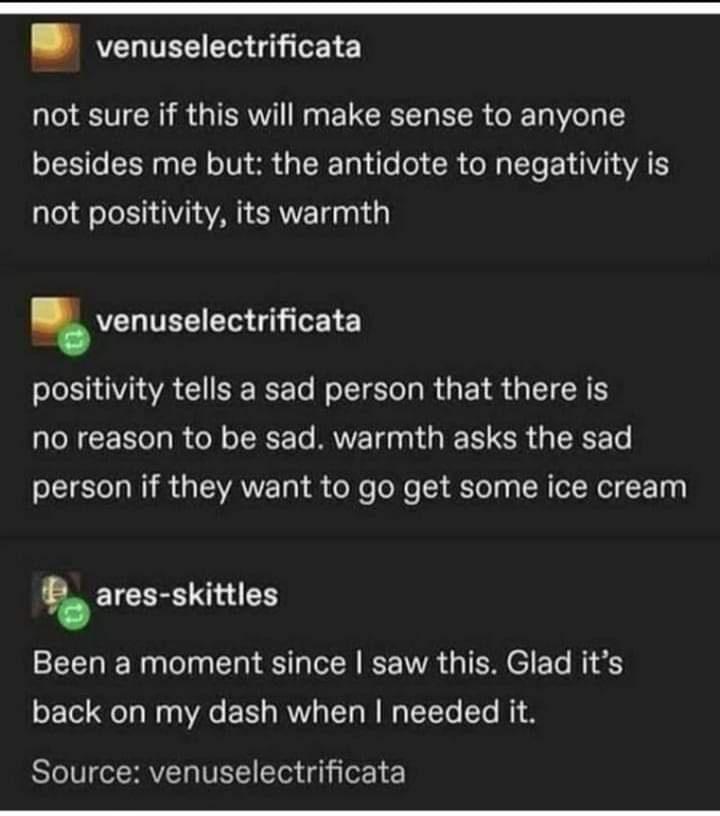 venuselectrificata
not sure if this will make sense to anyone
besides me but: the antidote to negativity is
not positivity, its warmth
venuselectrificata
positivity tells a sad person that there is
no reason to be sad. warmth asks the sad
person if they want to go get some ice cream
ares-skittles
Been a moment since I saw this. Glad it's
back on my dash when I needed it.
Source: venuselectrificata